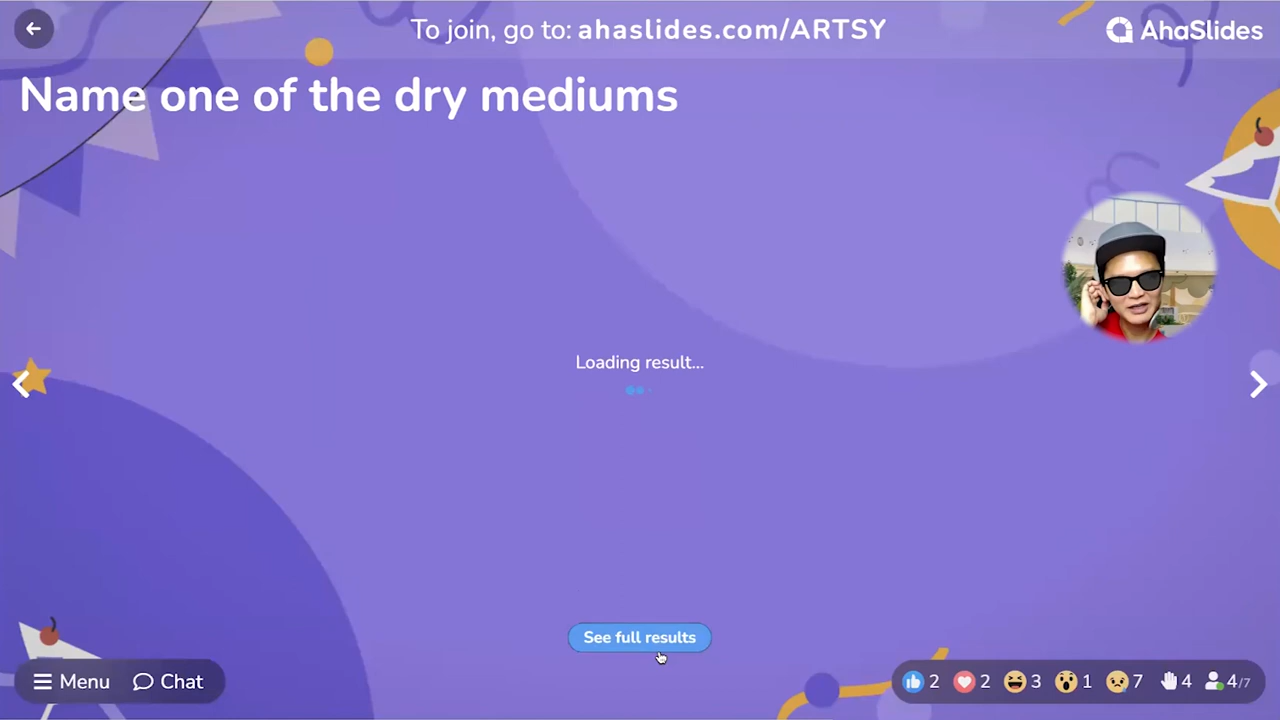 To join, go to: ahaslides.com/ARTSY
AhaSlides
Name one of the dry mediums
Loading result...
See full results
Menu
Chat
2 2 3 1 7 4 4/7